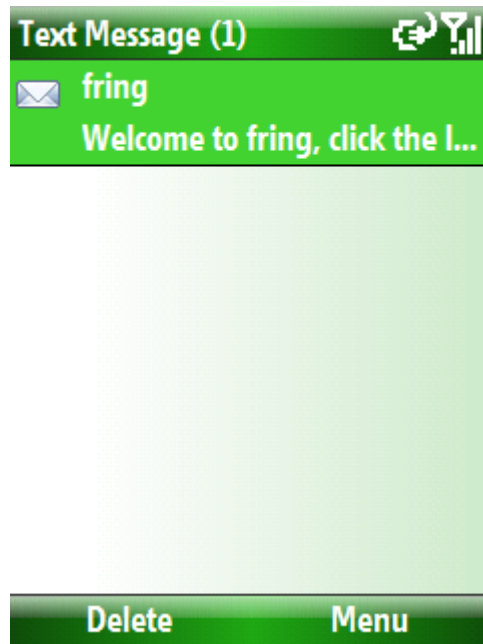 Text Message (1)
fring
Welcome to fring, click the l...
Delete
Menu